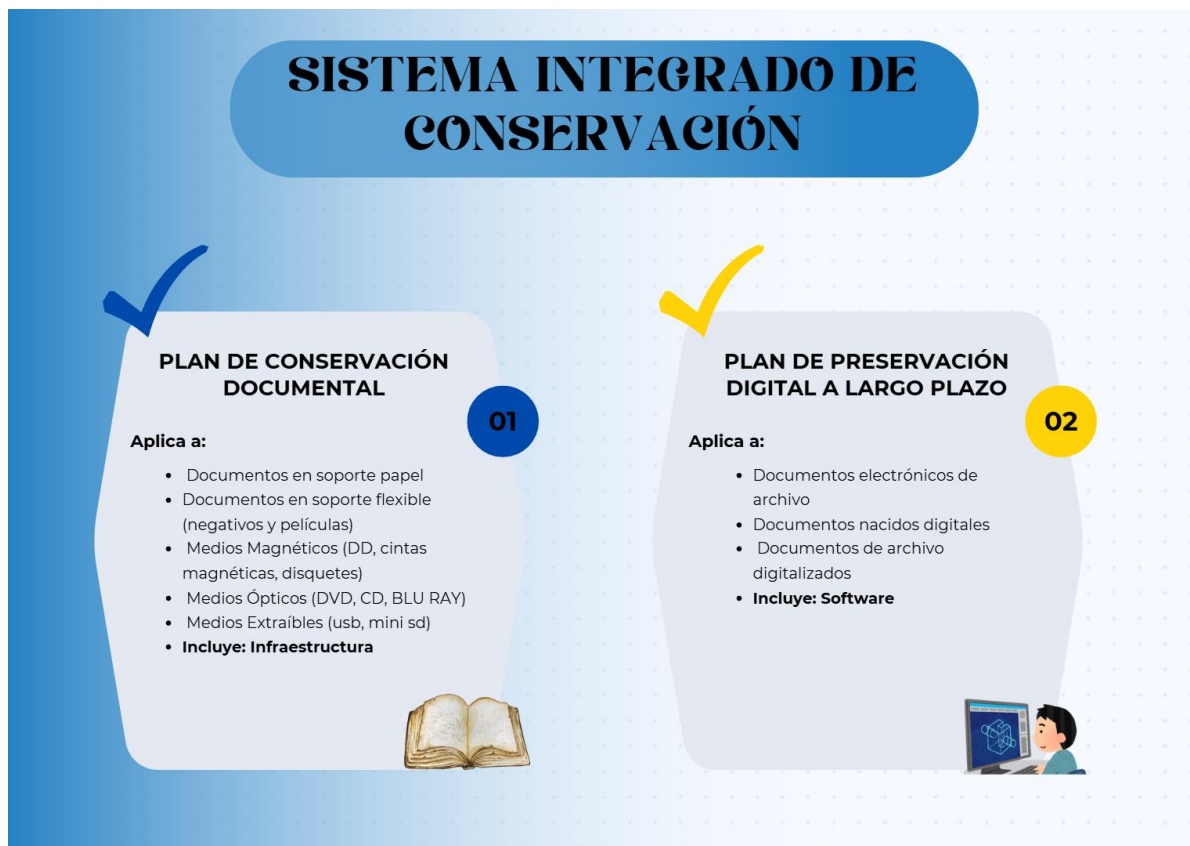 SISTEMA INTEGRADO DE
CONSERVACIÓN
PLAN DE CONSERVACIÓN
DOCUMENTAL
01
Aplica a:
• Documentos en soporte papel
• Documentos en soporte flexible
(negativos y películas)
• Medios Magnéticos (DD, cintas
magnéticas, disquetes)
• Medios Ópticos (DVD, CD, BLU RAY)
• Medios Extraíbles (usb, mini sd)
• Incluye: Infraestructura
PLAN DE PRESERVACIÓN
DIGITAL A LARGO PLAZO
02
Aplica a:
• Documentos electrónicos de
archivo
• Documentos nacidos digitales
• Documentos de archivo
digitalizados
• Incluye: Software